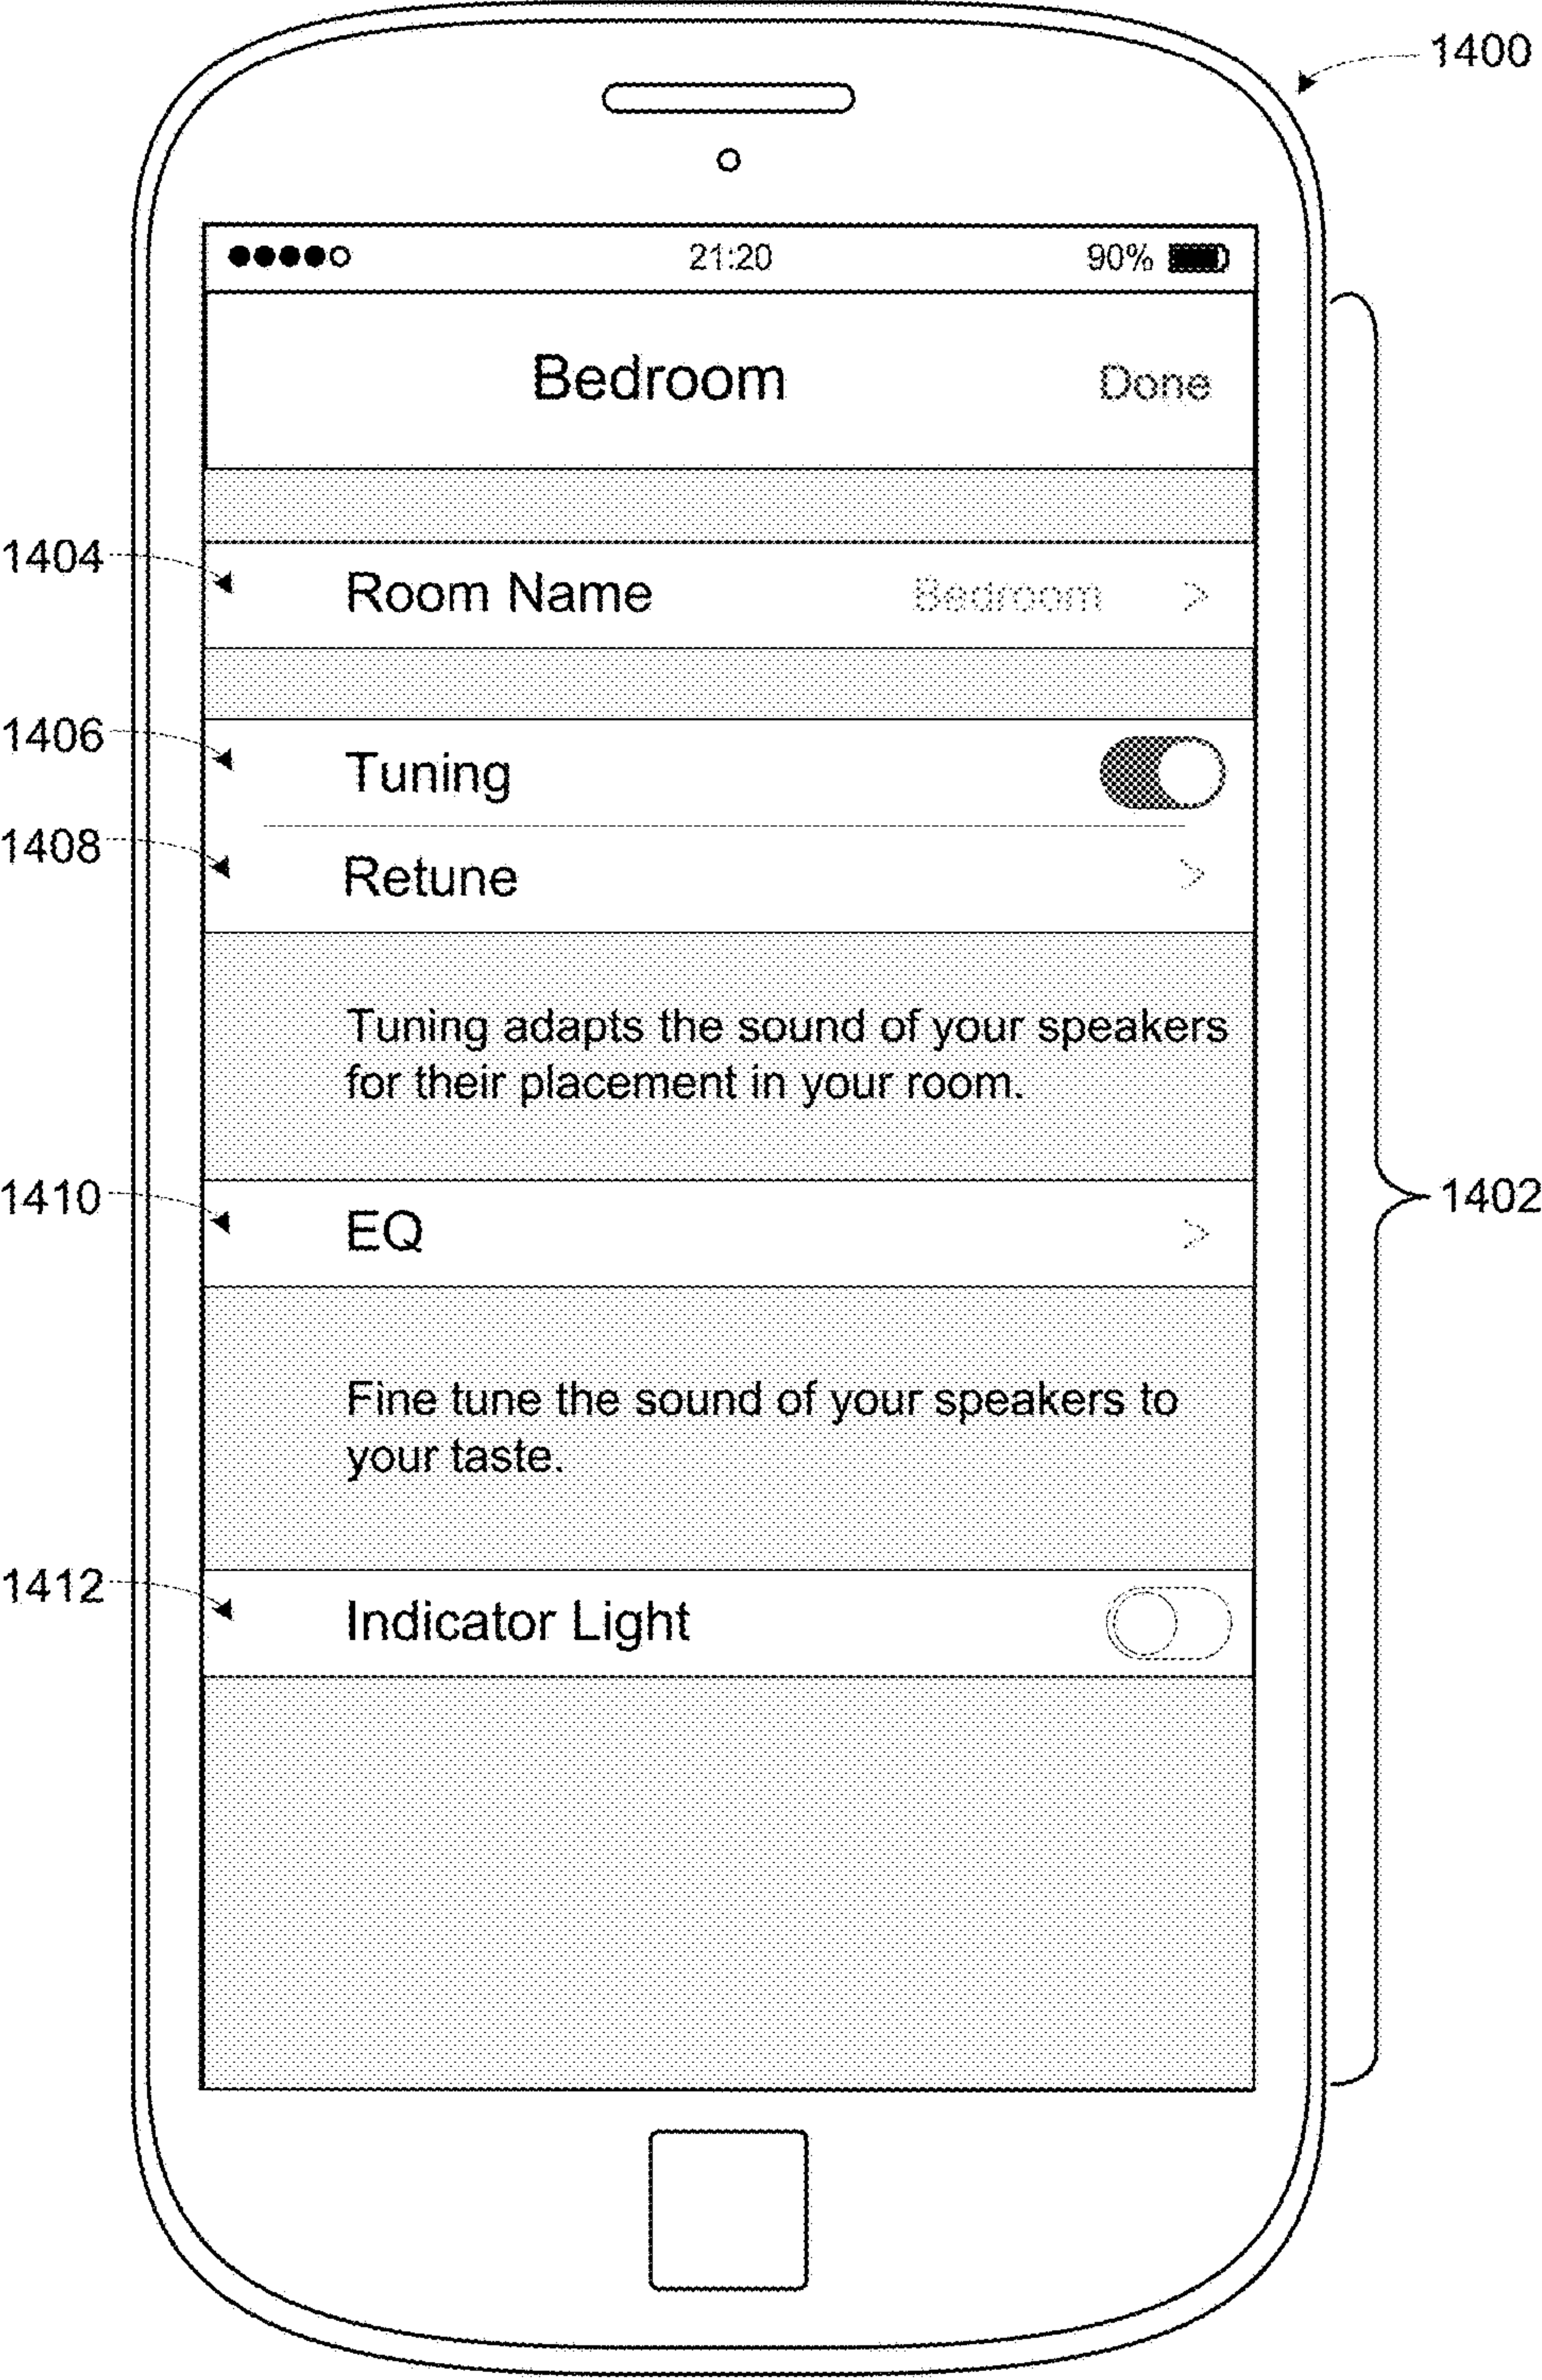 1400
21:20 90%
Bedroom Done
1404 Room Name Bedroom >
1406 Tuning
1408 Retune >
Tuning adapts the sound of your speakers
for their placement in your room.
1410 EQ > 1402
Fine tune the sound of your speakers to
your taste.
1412 Indicator Light